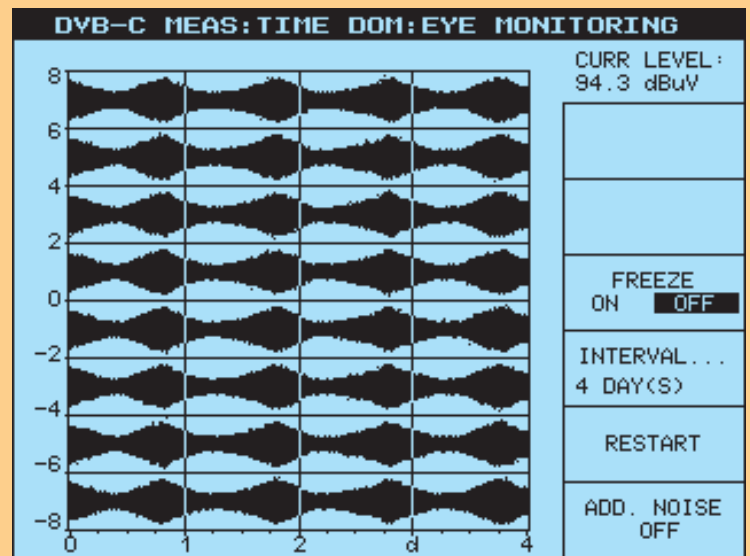 DVB-C MEAS:TIME DOM:EYE MONITORING
CURR LEVEL:
94.3 dBuV
8
6
4
2
0
-2
-4
-6
-8
0 1 2 d 4
FREEZE
ON OFF
INTERVAL...
4 DAY(S)
RESTART
ADD. NOISE
OFF